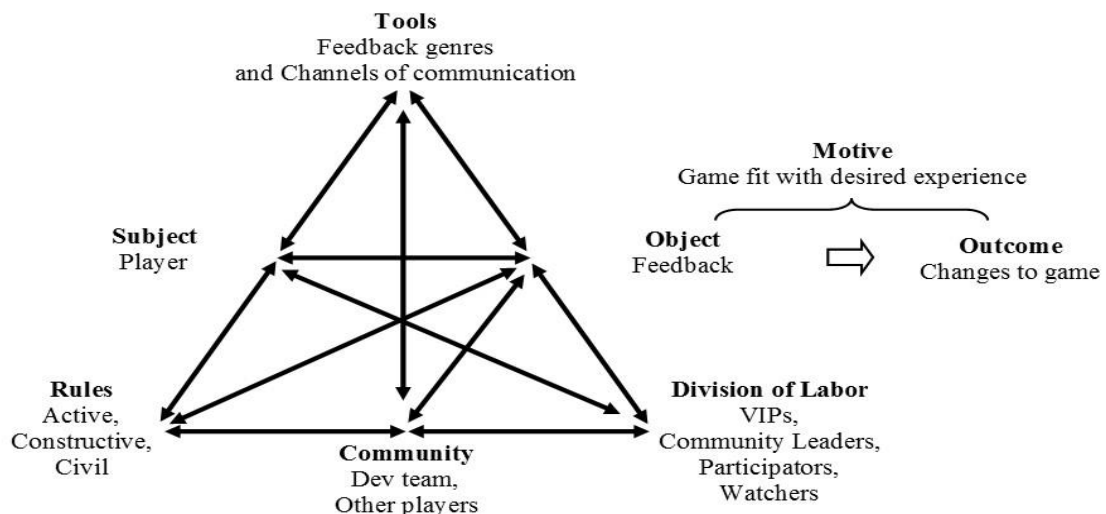 Tools
Feedback genres
and Channels of communication
Motive
Game fit with desired experience
Subject
Player
Object
Feedback
Outcome
Changes to game
Rules
Active,
Constructive,
Civil
Community
Dev team,
Other players
Division of Labor
VIPs,
Community Leaders,
Participators,
Watchers